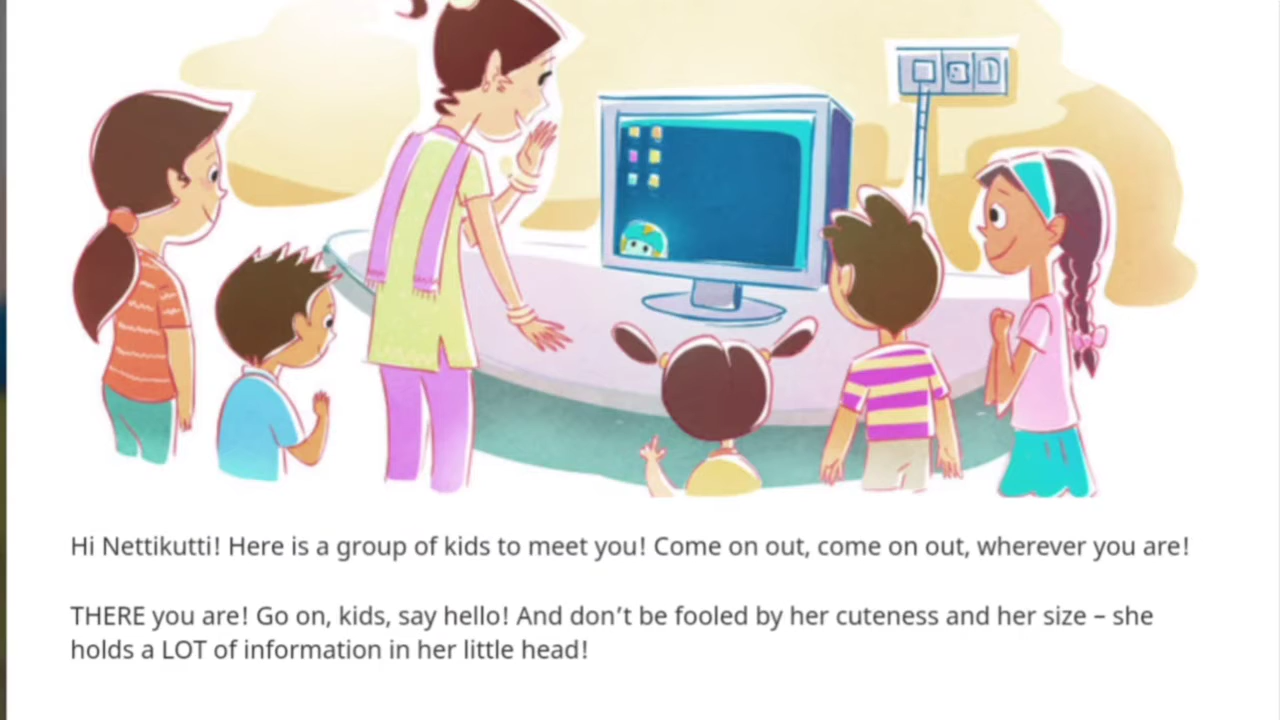 Hi Nettikutti! Here is a group of kids to meet you! Come on out, come on out, wherever you are!
THERE you are! Go on, kids, say hello! And don’t be fooled by her cuteness and her size – she
holds a LOT of information in her little head!